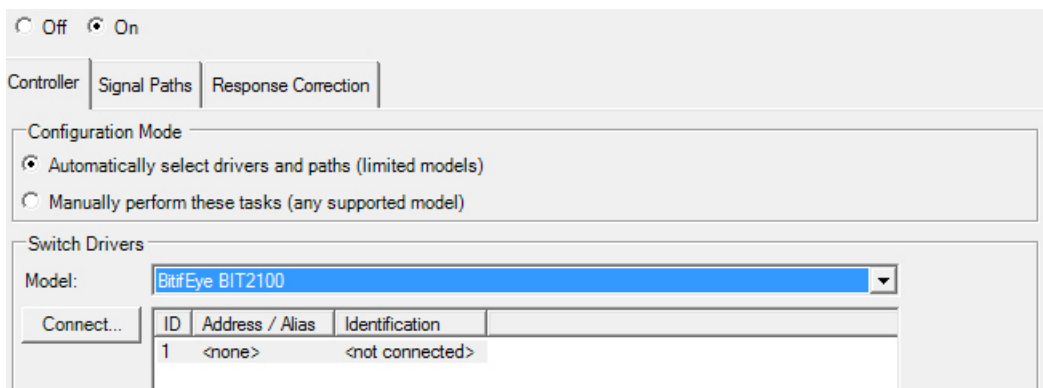 Off On
Controller Signal Paths Response Correction
Configuration Mode
Automatically select drivers and paths (limited models)
Manually perform these tasks (any supported model)
Switch Drivers
Model: BitifEye BIT2100
Connect... ID Address / Alias Identification
1 <none> <not connected>